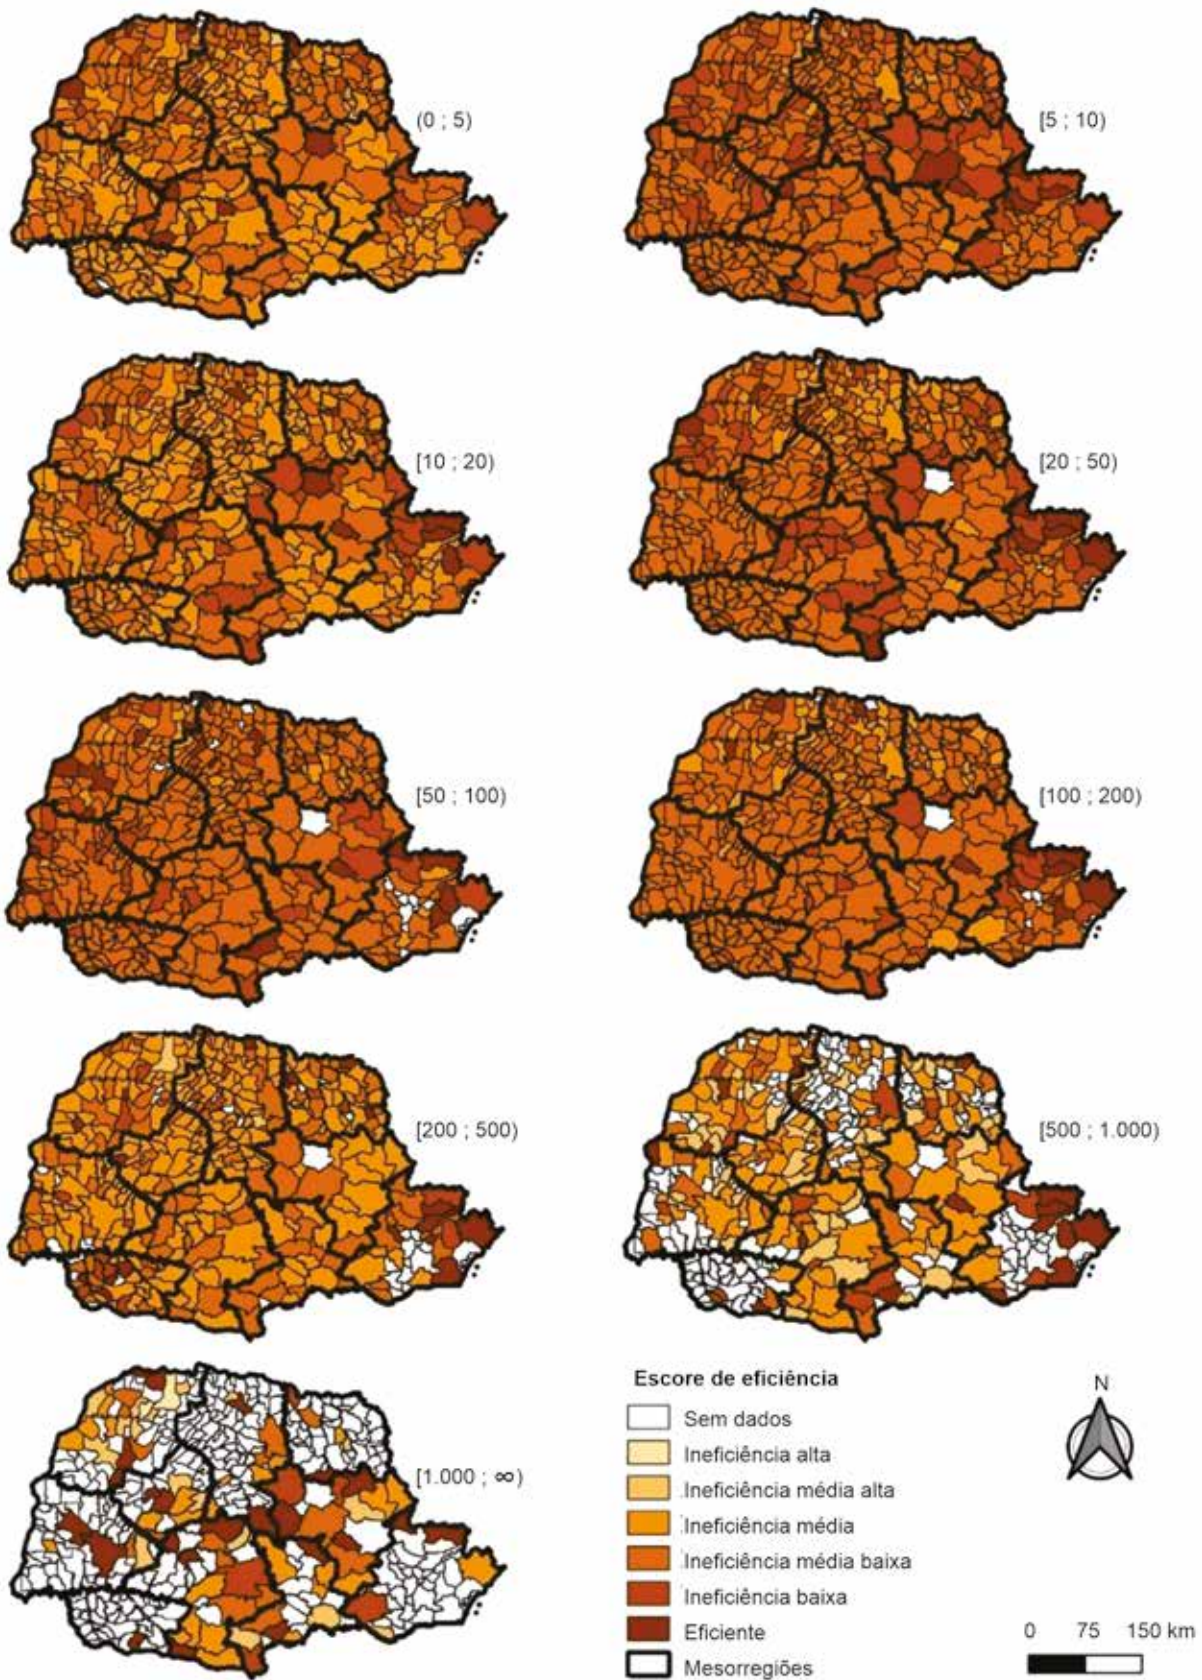 (0 ; 5)
[5 ; 10)
[10 ; 20)
[20 ; 50)
[50 ; 100)
[100 ; 200)
[200 ; 500)
[500 ; 1.000)
[1.000 ; ∞)
Escore de eficiência
Sem dados
Ineficiência alta
Ineficiência média alta
Ineficiência média
Ineficiência média baixa
Ineficiência baixa
Eficiente
Mesorregiões
N
0 75 150 km